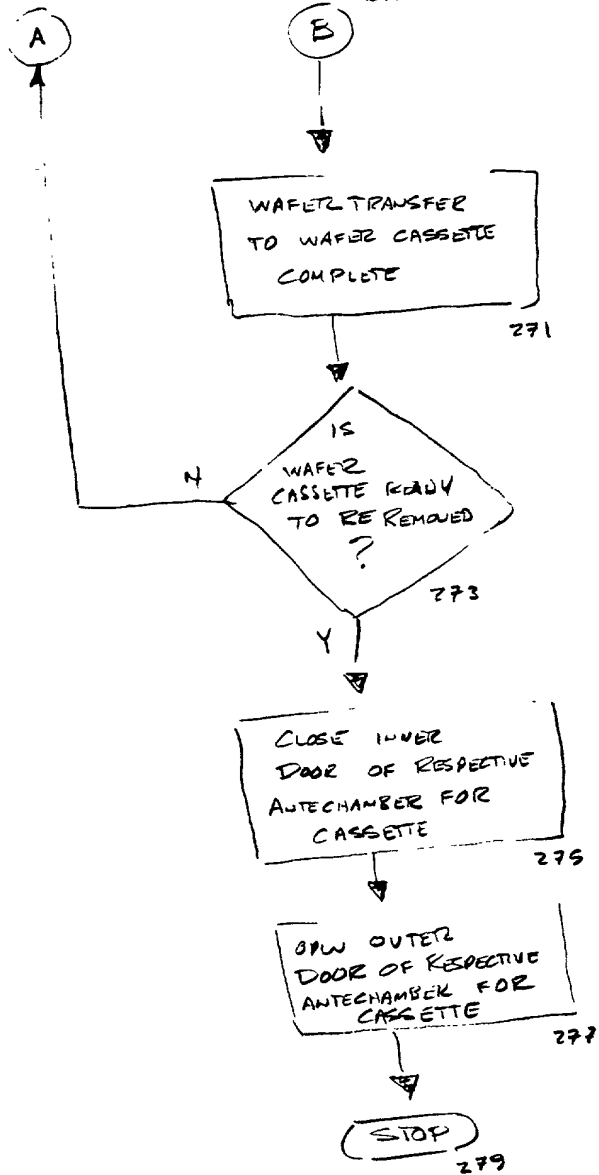 A
B
WAFER TRANSFER
TO WAFER CASSETTE
COMPLETE
271
IS
WAFER
CASSETTE READY
TO BE REMOVED
?
273
N
Y
CLOSE INNER
DOOR OF RESPECTIVE
ANTECHAMBER FOR
CASSETTE
275
OPEN OUTER
DOOR OF RESPECTIVE
ANTECHAMBER FOR
CASSETTE
277
STOP
279